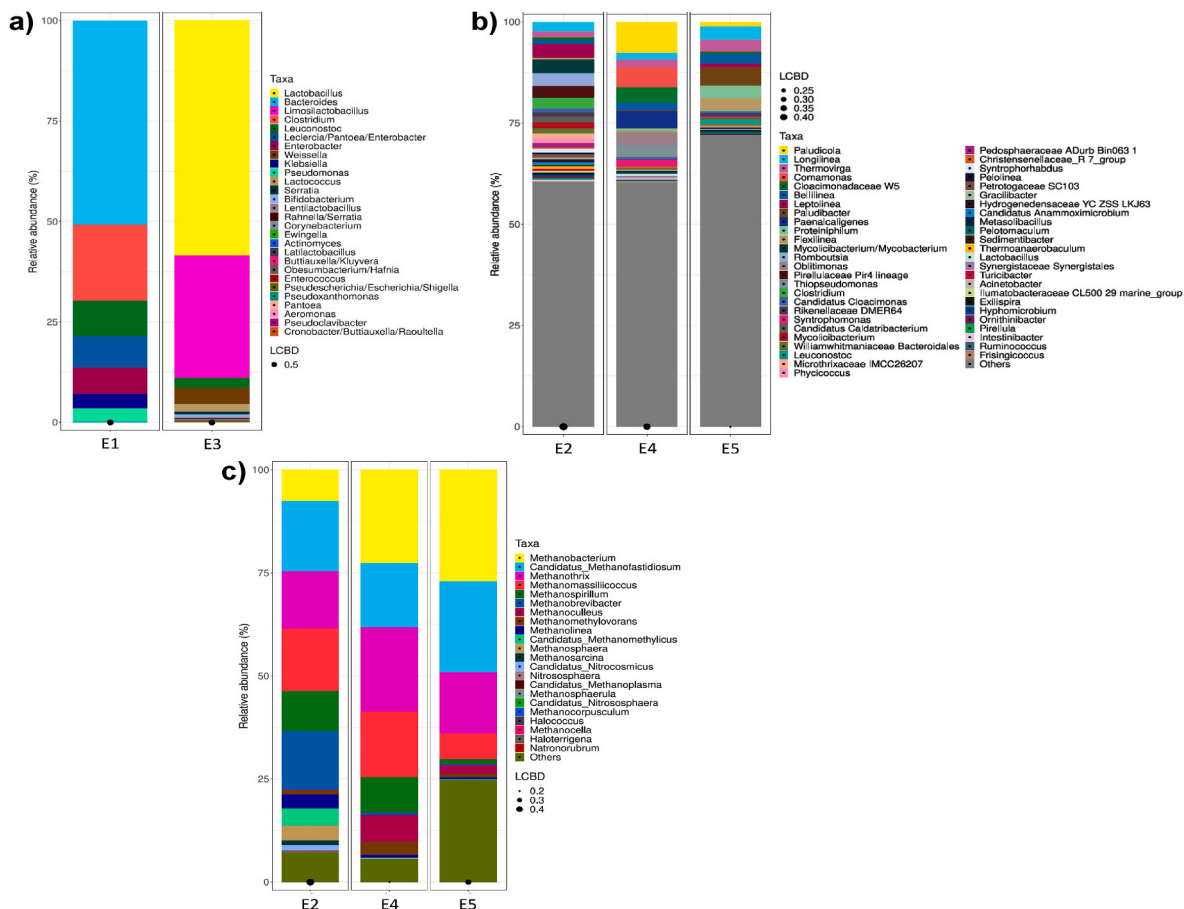 a)
100
75
50
25
0
Relative abundance (%)
E1
E3
Taxa
Lactobacillus
Bacteroides
Limosilactobacillus
Clostridium
Leuconostoc
Leclercia/Pantoea/Enterobacter
Enterobacter
Weissella
Klebsiella
Pseudomonas
Lactococcus
Serratia
Bifidobacterium
Lentilactobacillus
Rahnella/Serratia
Corynebacterium
Ewingella
Actinomyces
Latilactobacillus
Buttiauxella/Kluyvera
Obesumbacterium/Hafnia
Enterococcus
Pseudescherichia/Escherichia/Shigella
Pseudoxanthomonas
Pantoea
Aeromonas
Pseudoclavibacter
Cronobacter/Buttiauxella/Raoultella
LCBD
0.5
b)
100
75
50
25
0
Relative abundance (%)
E2
E4
E5
LCBD
0.25
0.30
0.35
0.40
Taxa
Paludicola
Longilinea
Thermovirga
Comamonas
Cloacimonadaceae W5
Bellilinea
Leptolinea
Paludibacter
Paenalcaligenes
Proteiniphilum
Flexilinea
Mycolicibacterium/Mycobacterium
Romboutsia
Oblitimonas
Pirellulaceae Pir4 lineage
Thiopseudomonas
Clostridium
Candidatus Cloacimonas
Rikenellaceae DMER64
Syntrophomonas
Candidatus Caldatribacterium
Mycolicibacterium
Williamwhitmaniaceae Bacteroidales
Leuconostoc
Microthrixaceae IMCC26207
Phycicoccus
Pedosphaeraceae ADurb Bin063 1
Christensenellaceae_R 7_group
Syntrophorhabdus
Pelolinea
Petrotogaceae SC103
Gracilibacter
Hydrogenedensaceae YC ZSS LKJ63
Candidatus Anammoximicrobium
Metasolibacillus
Pelotomaculum
Sedimentibacter
Thermoanaerobaculum
Lactobacillus
Synergistaceae Synergistales
Turicibacter
Acinetobacter
Ilumatobacteraceae CL500 29 marine_group
Exilispira
Hyphomicrobium
Ornithinibacter
Pirellula
Intestinibacter
Ruminococcus
Frisingicoccus
Others
c)
100
75
50
25
0
Relative abundance (%)
E2
E4
E5
Taxa
Methanobacterium
Candidatus_Methanofastidiosum
Methanothrix
Methanomassiliicoccus
Methanospirillum
Methanobrevibacter
Methanoculleus
Methanomethylovorans
Methanolinea
Candidatus_Methanomethylicus
Methanosphaera
Methanosarcina
Candidatus_Nitrocosmicus
Nitrososphaera
Candidatus_Methanoplasma
Methanosphaerula
Candidatus_Nitrososphaera
Methanocorpusculum
Halococcus
Methanocella
Haloterrigena
Natronorubrum
Others
LCBD
0.2
0.3
0.4